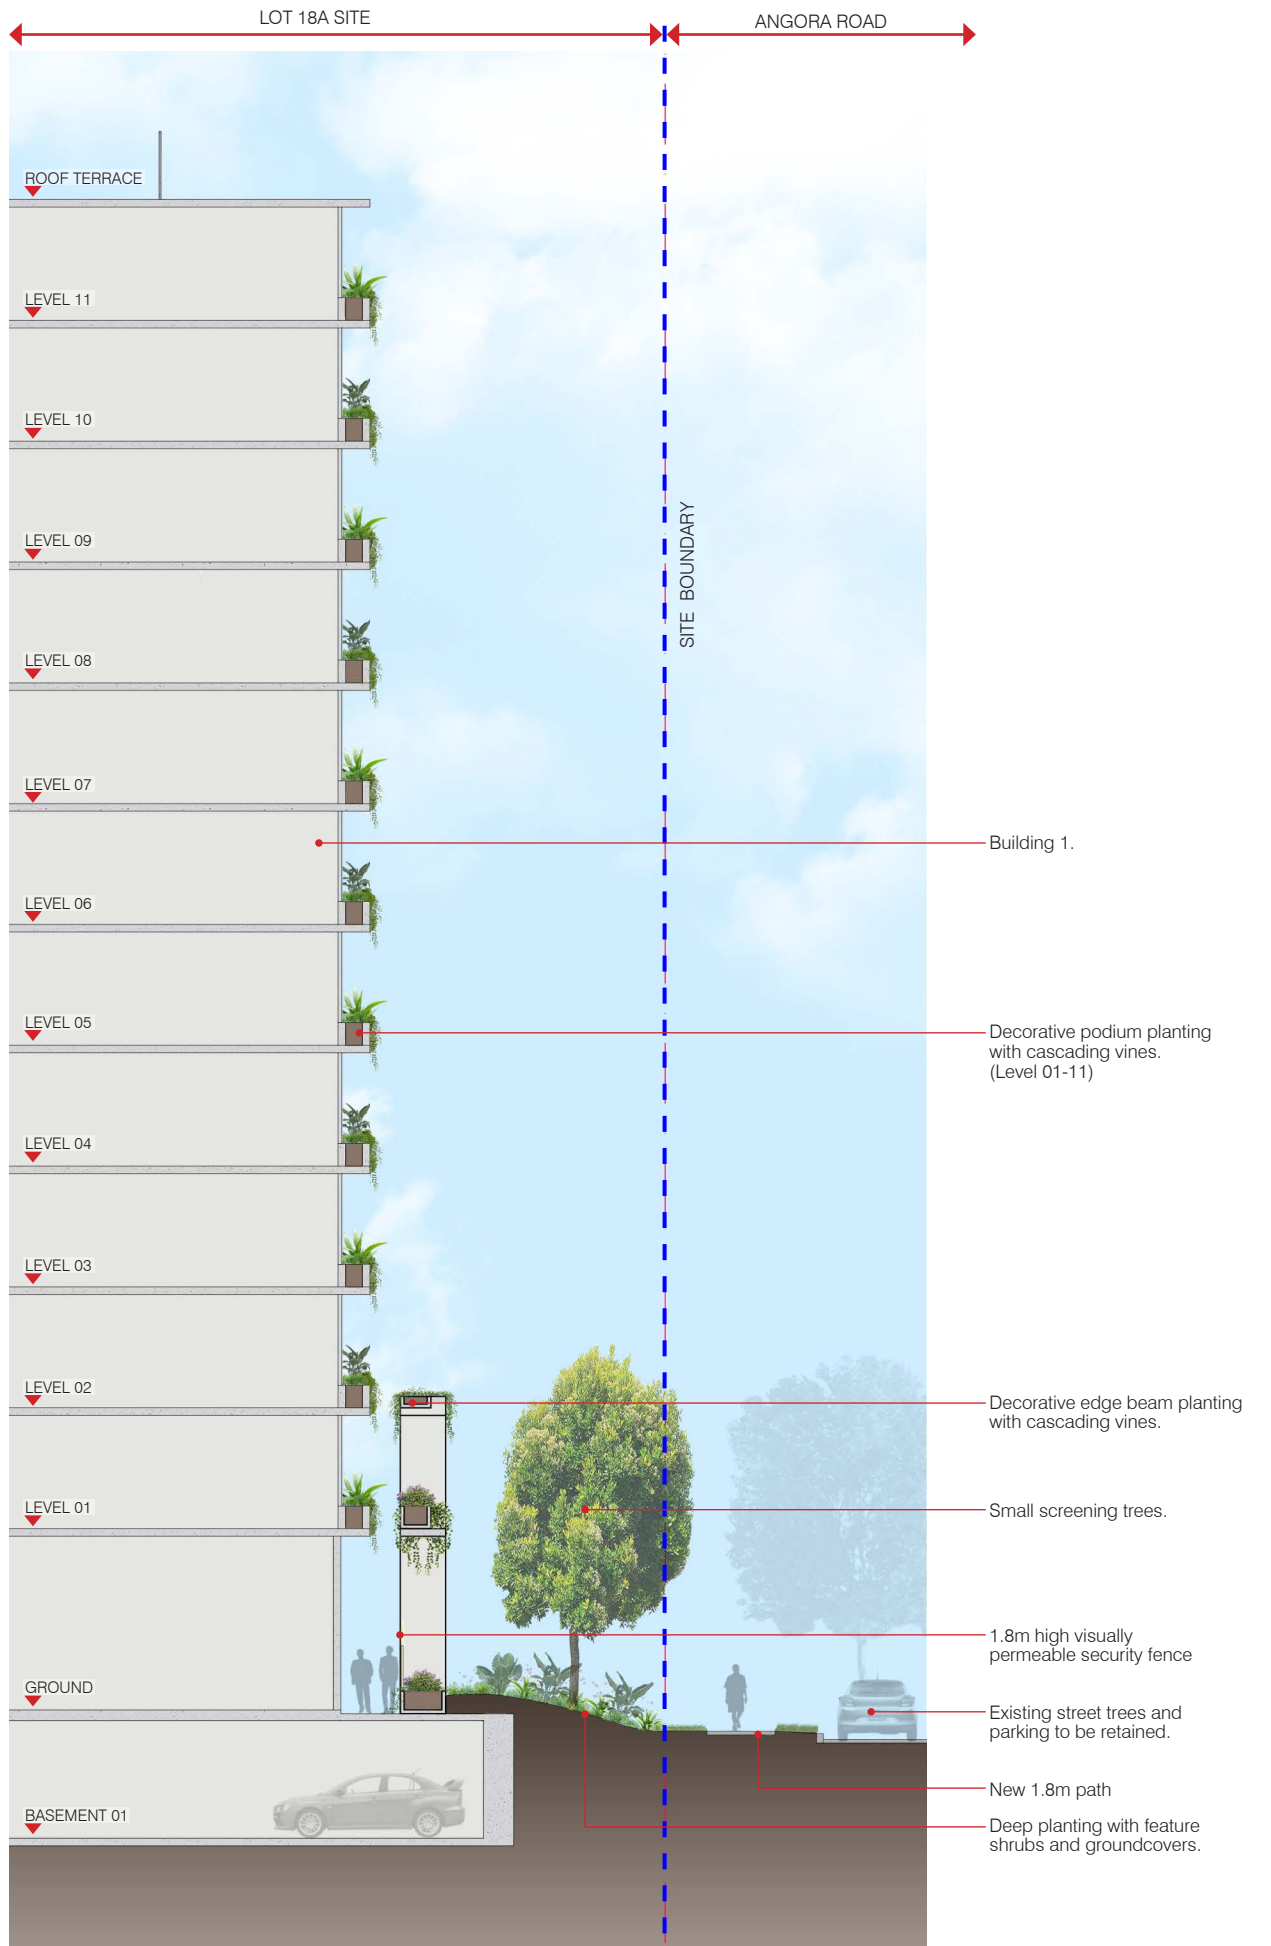 LOT 18A SITE
ANGORA ROAD
ROOF TERRACE
LEVEL 11
LEVEL 10
LEVEL 09
SITE BOUNDARY
LEVEL 08
LEVEL 07
Building 1.
LEVEL 06
LEVEL 05
Decorative podium planting
with cascading vines.
(Level 01-11)
LEVEL 04
LEVEL 03
LEVEL 02
Decorative edge beam planting
with cascading vines.
LEVEL 01
Small screening trees.
1.8m high visually
permeable security fence
GROUND
Existing street trees and
parking to be retained.
New 1.8m path
BASEMENT 01
Deep planting with feature
shrubs and groundcovers.